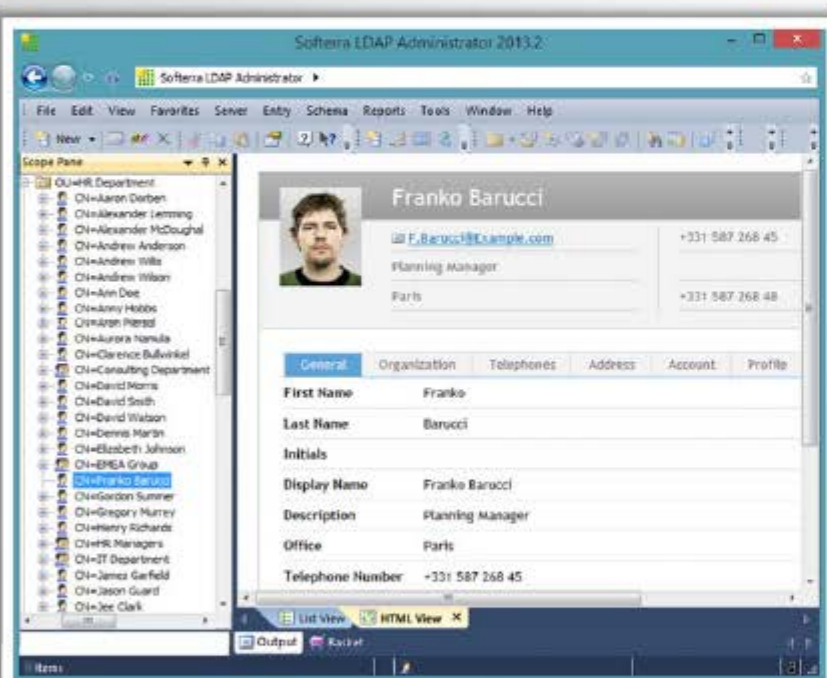 Softerra LDAP Administrator 2013.2
Softerra LDAP Administrator
File Edit View Favorites Server Entry Schema Reports Tools Window Help
New
Scope Pane
OU=HR Department
CN=Aaron Dorben
CN=Alexander Lemming
CN=Alexander McDoughal
CN=Andrew Anderson
CN=Andrew Willis
CN=Andrew Wilson
CN=Ann Dee
CN=Anny Hobbs
CN=Aron Piersol
CN=Aurora Namula
CN=Clarence Bullwinkel
CN=Consulting Department
CN=David Morris
CN=David Smith
CN=David Watson
CN=Dennis Martin
CN=Elizabeth Johnson
CN=EMEA Group
CN=Franko Barucci
CN=Gordon Sumner
CN=Gregory Murrey
CN=Henry Richards
CN=HR Managers
CN=IT Department
CN=James Garfield
CN=Jason Guard
CN=Jee Clark
Franko Barucci
F.Barucci@Example.com +331 587 268 45
Planning Manager
Paris +331 587 268 48
General Organization Telephones Address Account Profile
First Name Franko
Last Name Barucci
Initials
Display Name Franko Barucci
Description Planning Manager
Office Paris
Telephone Number +331 587 268 45
List View HTML View
Output Basket
Items